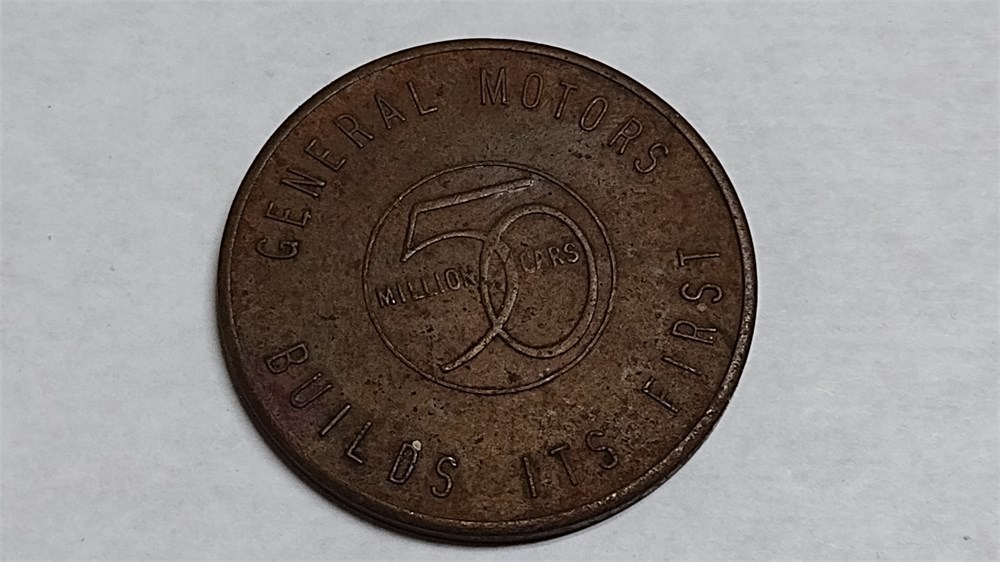 GENERAL MOTORS
BUILDS ITS FIRST
50
MILLION CARS